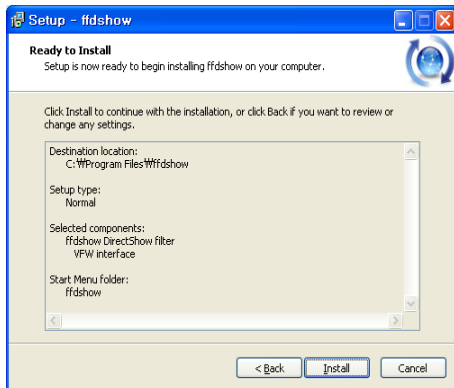 Setup - ffdshow
Ready to Install
Setup is now ready to begin installing ffdshow on your computer.
Click Install to continue with the installation, or click Back if you want to review or
change any settings.
Destination location:
C:₩Program Files₩ffdshow
Setup type:
Normal
Selected components:
ffdshow DirectShow filter
VFW interface
Start Menu folder:
ffdshow
< Back Install Cancel